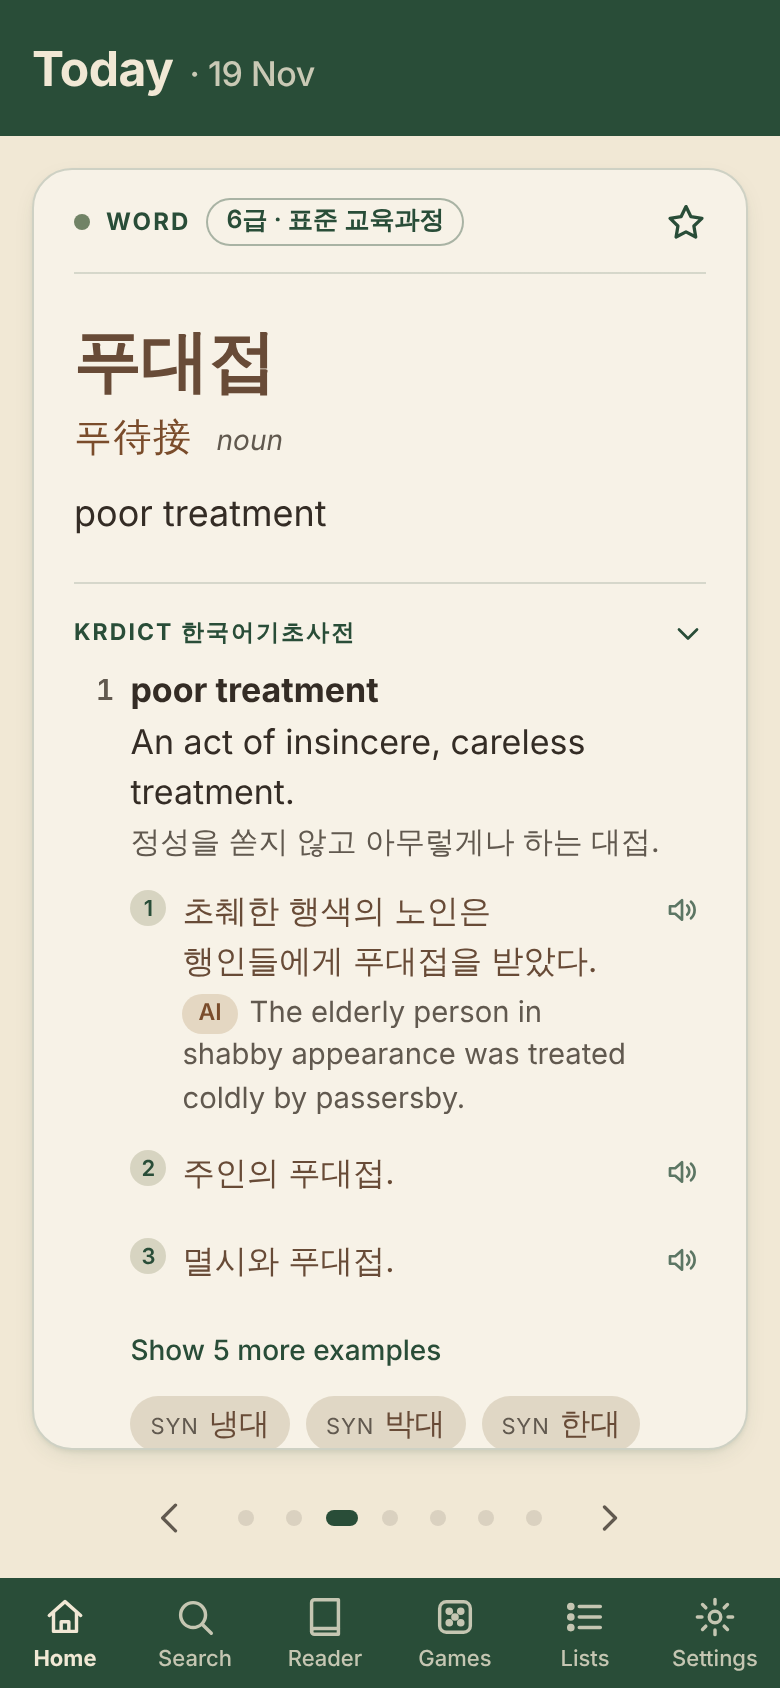 Today · 19 Nov
WORD 6급 · 표준 교육과정
푸대접
푸待接 noun
poor treatment
KRDICT 한국어기초사전
1 poor treatment
An act of insincere, careless
treatment.
정성을 쏟지 않고 아무렇게나 하는 대접.
1 초췌한 행색의 노인은
행인들에게 푸대접을 받았다.
AI The elderly person in
shabby appearance was treated
coldly by passersby.
2 주인의 푸대접.
3 멸시와 푸대접.
Show 5 more examples
SYN 냉대 SYN 박대 SYN 한대
Home Search Reader Games Lists Settings